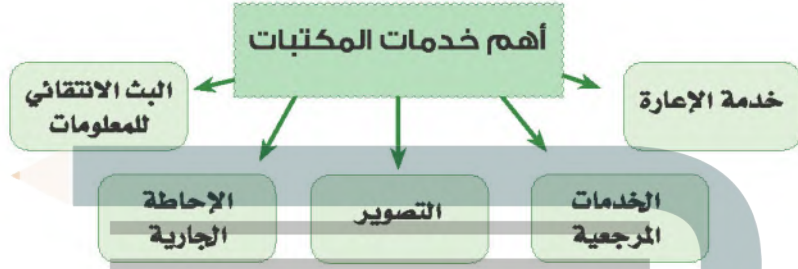 أهم خدمات المكتبات
خدمة الإعارة
البث الانتقائي
للمعلومات
الخدمات
المرجعية
التصوير
الإحاطة
الجارية